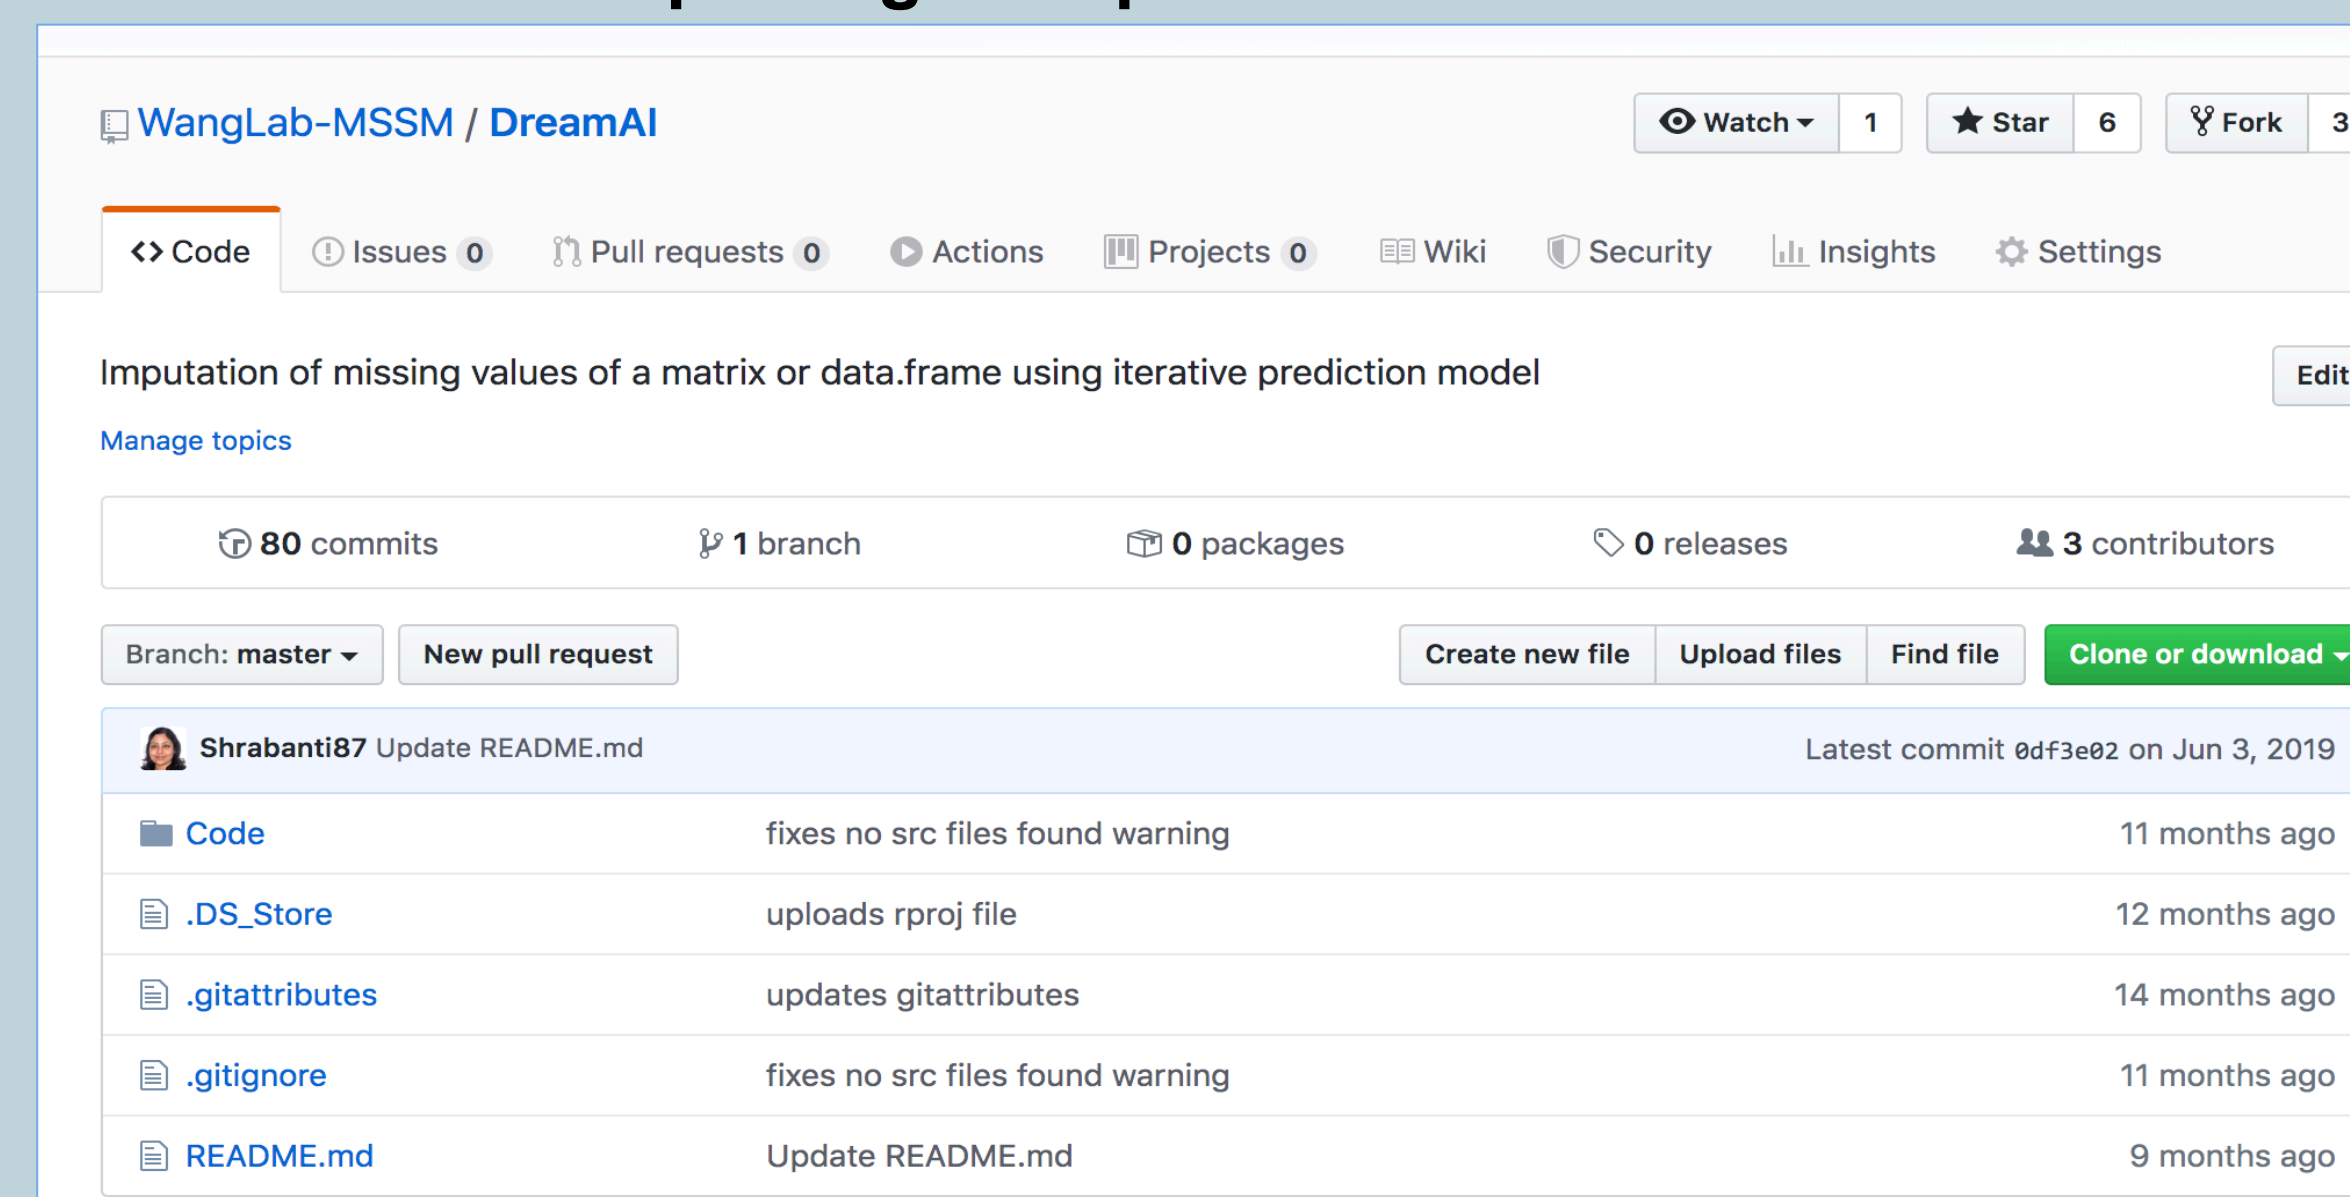 WangLab-MSSM / DreamAI
Watch 1 Star 6 Fork 3
Code Issues 0 Pull requests 0 Actions Projects 0 Wiki Security Insights Settings
Imputation of missing values of a matrix or data.frame using iterative prediction model
Edit
Manage topics
80 commits 1 branch 0 packages 0 releases 3 contributors
Branch: master New pull request Create new file Upload files Find file Clone or download
Shrabanti87 Update README.md Latest commit 0df3e02 on Jun 3, 2019
Code fixes no src files found warning 11 months ago
.DS_Store uploads rproj file 12 months ago
.gitattributes updates gitattributes 14 months ago
.gitignore fixes no src files found warning 11 months ago
README.md Update README.md 9 months ago